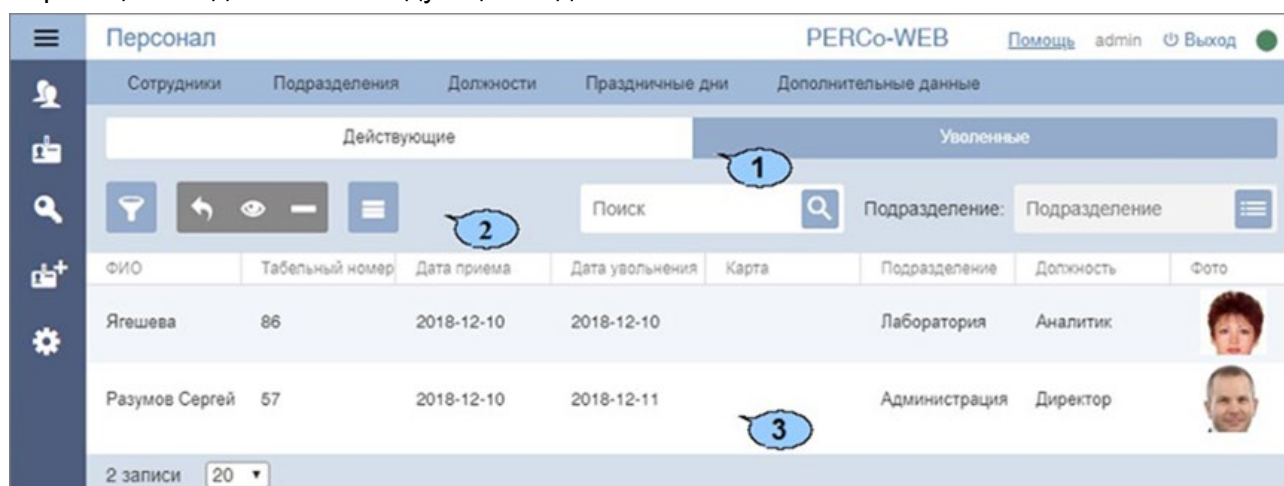 Персонал PERCo-WEB Помощь admin Выход
Сотрудники Подразделения Должности Праздничные дни Дополнительные данные
Действующие Уволенные
1
Поиск Подразделение: Подразделение
2
ФИО Табельный номер Дата приема Дата увольнения Карта Подразделение Должность Фото
Ягешева 86 2018-12-10 2018-12-10 Лаборатория Аналитик
Разумов Сергей 57 2018-12-10 2018-12-11 Администрация Директор
3
2 записи 20